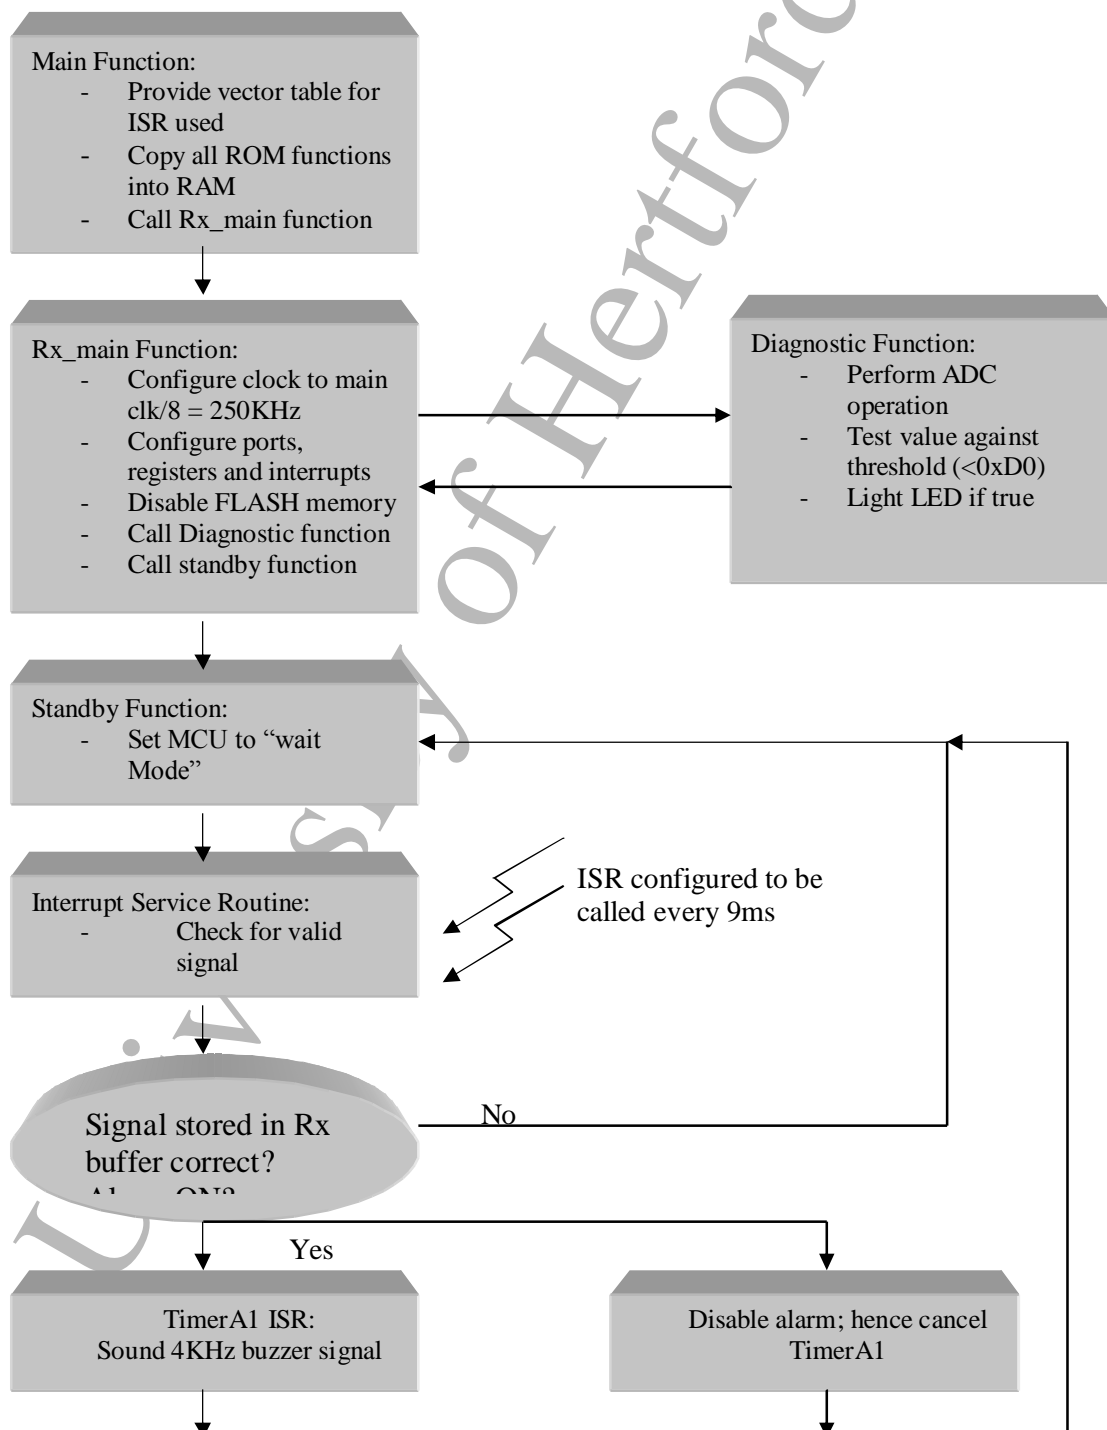 Main Function:
- Provide vector table for
ISR used
- Copy all ROM functions
into RAM
- Call Rx_main function
Rx_main Function:
- Configure clock to main
clk/8 = 250KHz
- Configure ports,
registers and interrupts
- Disable FLASH memory
- Call Diagnostic function
- Call standby function
Diagnostic Function:
- Perform ADC
operation
- Test value against
threshold (<0xD0)
- Light LED if true
Standby Function:
- Set MCU to “wait
Mode”
Interrupt Service Routine:
- Check for valid
signal
ISR configured to be
called every 9ms
Signal stored in Rx
buffer correct?
ON?
No
Yes
TimerA1 ISR:
Sound 4KHz buzzer signal
Disable alarm; hence cancel
TimerA1
of Hertford